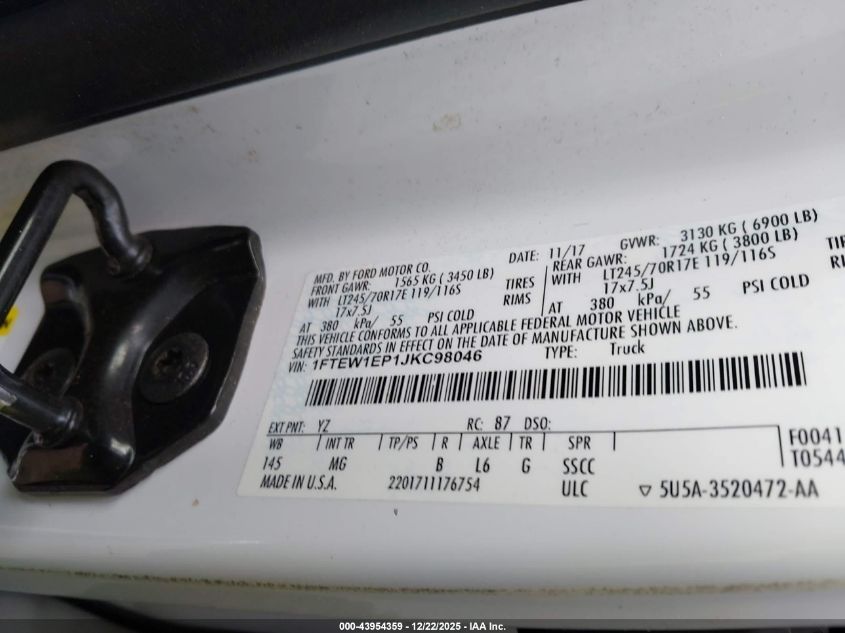 MFD. BY FORD MOTOR CO.
DATE: 11/17 GVWR: 3130 KG ( 6900 LB)
FRONT GAWR: 1565 KG ( 3450 LB) REAR GAWR: 1724 KG ( 3800 LB)
WITH LT245/70R17E 119/116S TIRES WITH LT245/70R17E 119/116S
17x7.5J RIMS 17x7.5J
AT 380 kPa/ 55 PSI COLD AT 380 kPa/ 55 PSI COLD
THIS VEHICLE CONFORMS TO ALL APPLICABLE FEDERAL MOTOR VEHICLE
SAFETY STANDARDS IN EFFECT ON THE DATE OF MANUFACTURE SHOWN ABOVE.
VIN: 1FTEW1EP1JKC98046 TYPE: Truck
EXT PNT: YZ RC: 87 DSO:
WB INT TR TP/PS R AXLE TR SPR
145 MG B L6 G SSCC
F0041
T0544
MADE IN U.S.A. 2201711176754 ULC ▽ 5U5A-3520472-AA
000-43954359 - 12/22/2025 - IAA Inc.